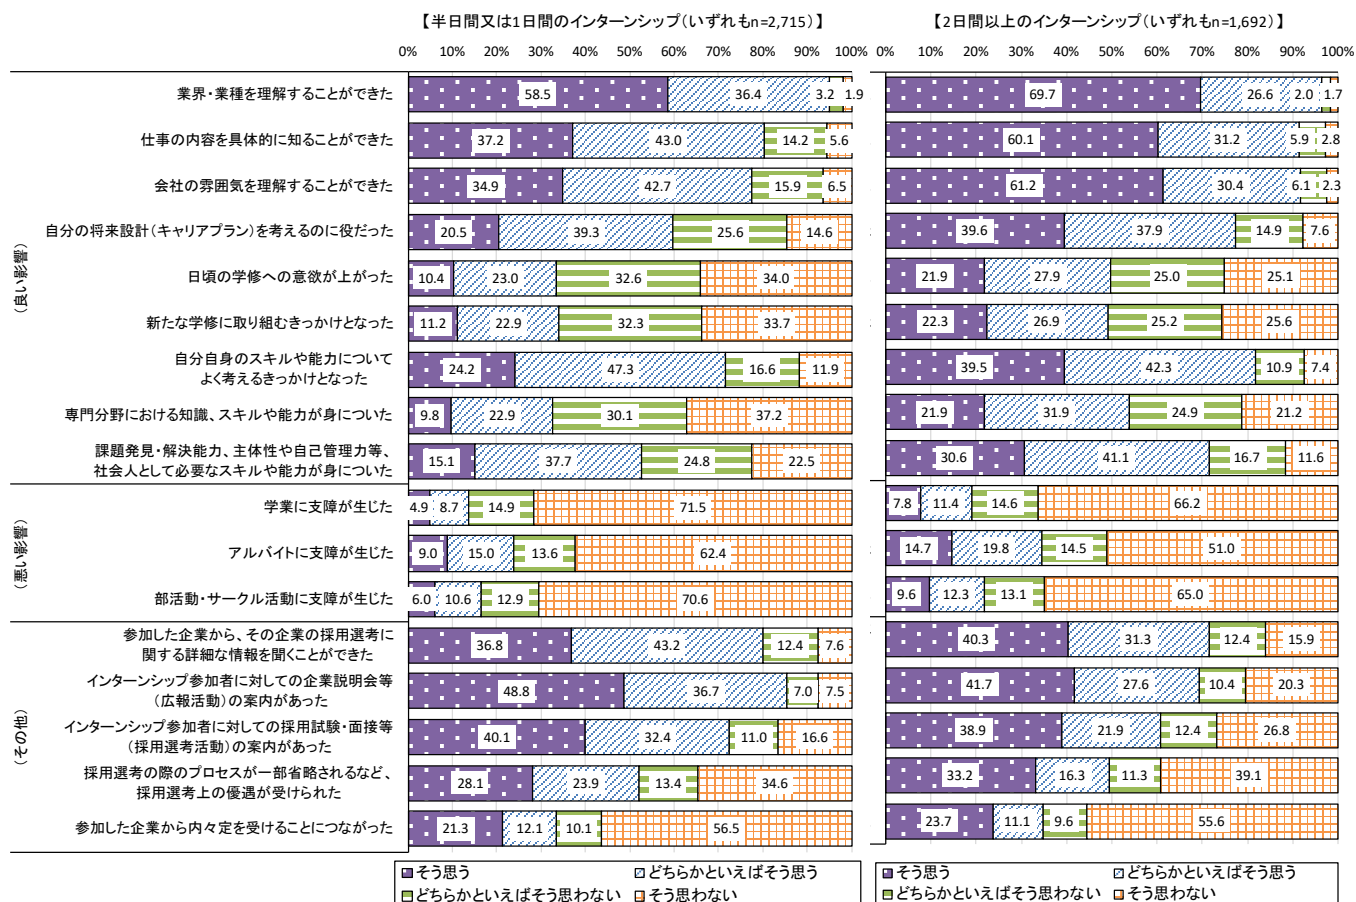 【半日間又は1日間のインターンシップ（いずれもn=2,715）】
【2日間以上のインターンシップ（いずれもn=1,692）】
0% 10% 20% 30% 40% 50% 60% 70% 80% 90% 100%
0% 10% 20% 30% 40% 50% 60% 70% 80% 90% 100%
（良い影響）
業界・業種を理解することができた
58.5 36.4 3.2 1.9
69.7 26.6 2.0 1.7
仕事の内容を具体的に知ることができた
37.2 43.0 14.2 5.6
60.1 31.2 5.9 2.8
会社の雰囲気を理解することができた
34.9 42.7 15.9 6.5
61.2 30.4 6.1 2.3
自分の将来設計（キャリアプラン）を考えるのに役だった
20.5 39.3 25.6 14.6
39.6 37.9 14.9 7.6
日頃の学修への意欲が上がった
10.4 23.0 32.6 34.0
21.9 27.9 25.0 25.1
新たな学修に取り組むきっかけとなった
11.2 22.9 32.3 33.7
22.3 26.9 25.2 25.6
自分自身のスキルや能力について
よく考えるきっかけとなった
24.2 47.3 16.6 11.9
39.5 42.3 10.9 7.4
専門分野における知識、スキルや能力が身についた
9.8 22.9 30.1 37.2
21.9 31.9 24.9 21.2
課題発見・解決能力、主体性や自己管理力等、
社会人として必要なスキルや能力が身についた
15.1 37.7 24.8 22.5
30.6 41.1 16.7 11.6
（悪い影響）
学業に支障が生じた
4.9 8.7 14.9 71.5
7.8 11.4 14.6 66.2
アルバイトに支障が生じた
9.0 15.0 13.6 62.4
14.7 19.8 14.5 51.0
部活動・サークル活動に支障が生じた
6.0 10.6 12.9 70.6
9.6 12.3 13.1 65.0
（その他）
参加した企業から、その企業の採用選考に
関する詳細な情報を聞くことができた
36.8 43.2 12.4 7.6
40.3 31.3 12.4 15.9
インターンシップ参加者に対しての企業説明会等
（広報活動）の案内があった
48.8 36.7 7.0 7.5
41.7 27.6 10.4 20.3
インターンシップ参加者に対しての採用試験・面接等
（採用選考活動）の案内があった
40.1 32.4 11.0 16.6
38.9 21.9 12.4 26.8
採用選考の際のプロセスが一部省略されるなど、
採用選考上の優遇が受けられた
28.1 23.9 13.4 34.6
33.2 16.3 11.3 39.1
参加した企業から内々定を受けることにつながった
21.3 12.1 10.1 56.5
23.7 11.1 9.6 55.6
そう思う どちらかといえばそう思う
どちらかといえばそう思わない そう思わない
そう思う どちらかといえばそう思う
どちらかといえばそう思わない そう思わない